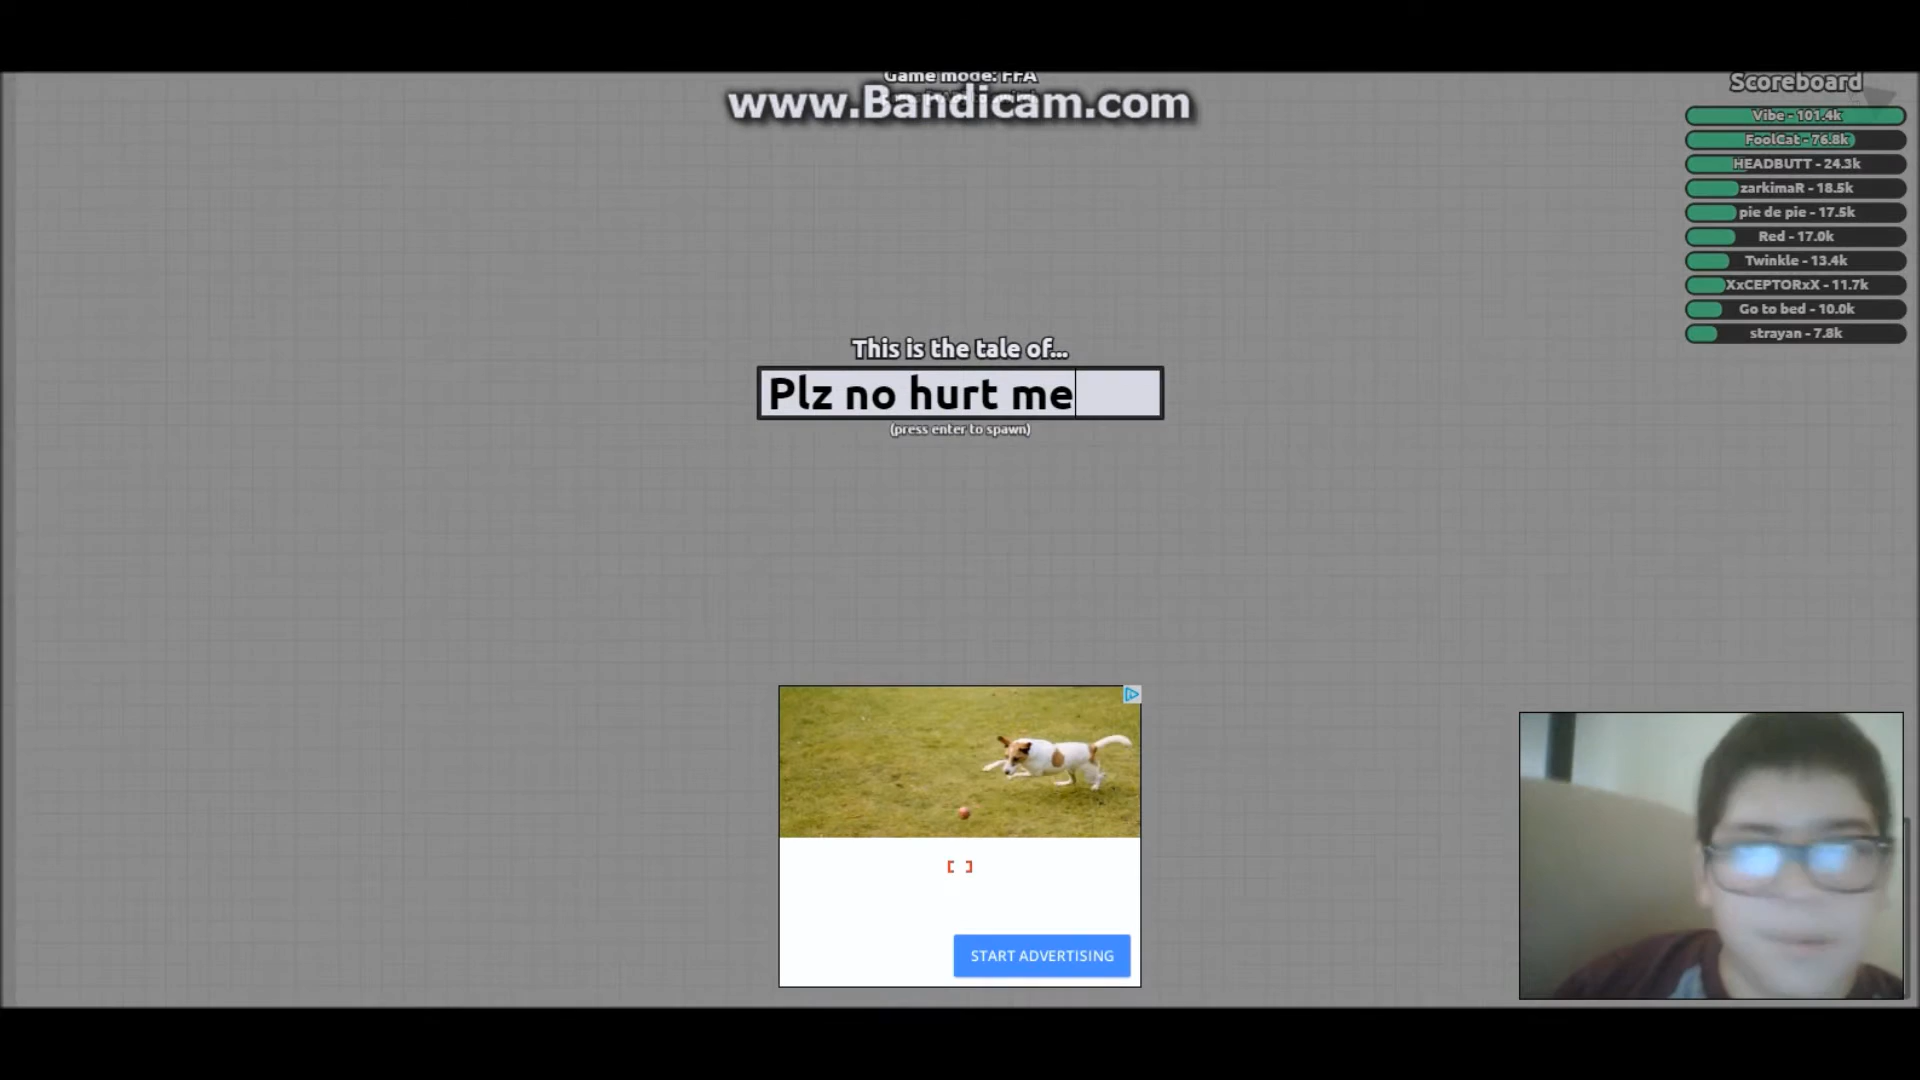 Game mode: FFA
www.Bandicam.com
Scoreboard
Vibe - 101.4k
FoolCat - 76.8k
HEADBUTT - 24.3k
zarkimaR - 18.5k
pie de pie - 17.5k
Red - 17.0k
Twinkle - 13.4k
XxCEPTORxX - 11.7k
Go to bed - 10.0k
strayan - 7.8k
This is the tale of...
Plz no hurt me
(press enter to spawn)
START ADVERTISING